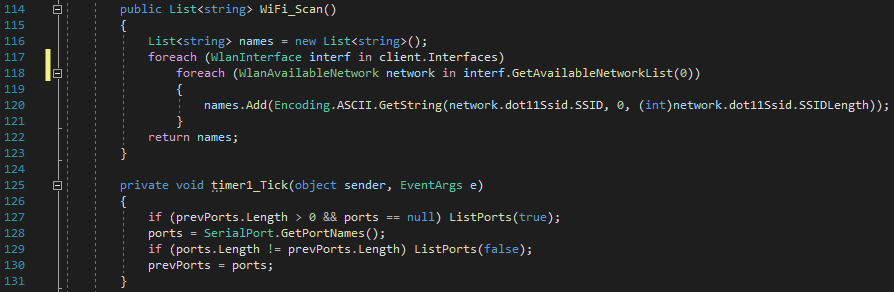 114 public List<string> WiFi_Scan()
115 {
116 List<string> names = new List<string>();
117 foreach (WlanInterface interf in client.Interfaces)
118 foreach (WlanAvailableNetwork network in interf.GetAvailableNetworkList(0))
119 {
120 names.Add(Encoding.ASCII.GetString(network.dot11Ssid.SSID, 0, (int)network.dot11Ssid.SSIDLength));
121 }
122 return names;
123 }
124
125 private void timer1_Tick(object sender, EventArgs e)
126 {
127 if (prevPorts.Length > 0 && ports == null) ListPorts(true);
128 ports = SerialPort.GetPortNames();
129 if (ports.Length != prevPorts.Length) ListPorts(false);
130 prevPorts = ports;
131 }